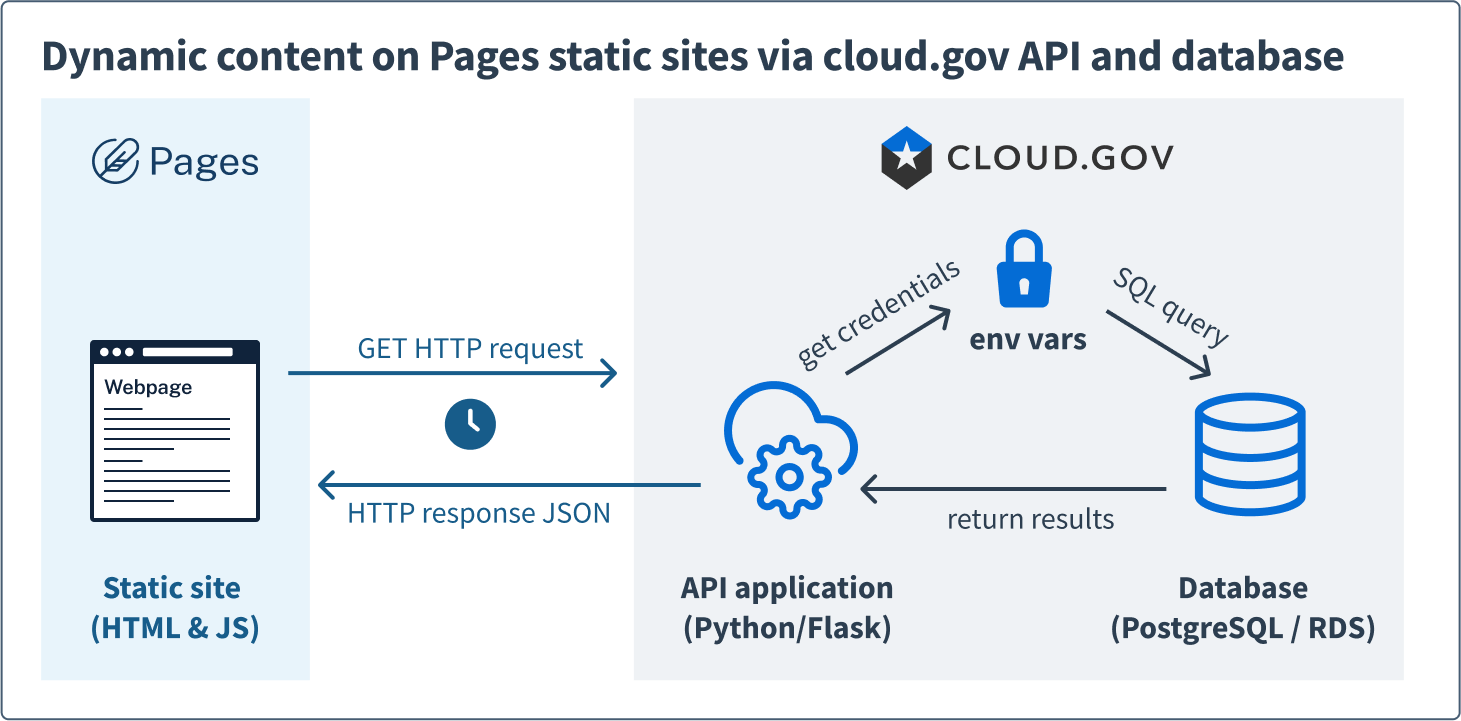 Dynamic content on Pages static sites via cloud.gov API and database
Pages
CLOUD.GOV
get credentials
SQL query
env vars
GET HTTP request
Webpage
HTTP response JSON
return results
Static site
(HTML & JS)
API application
(Python/Flask)
Database
(PostgreSQL / RDS)